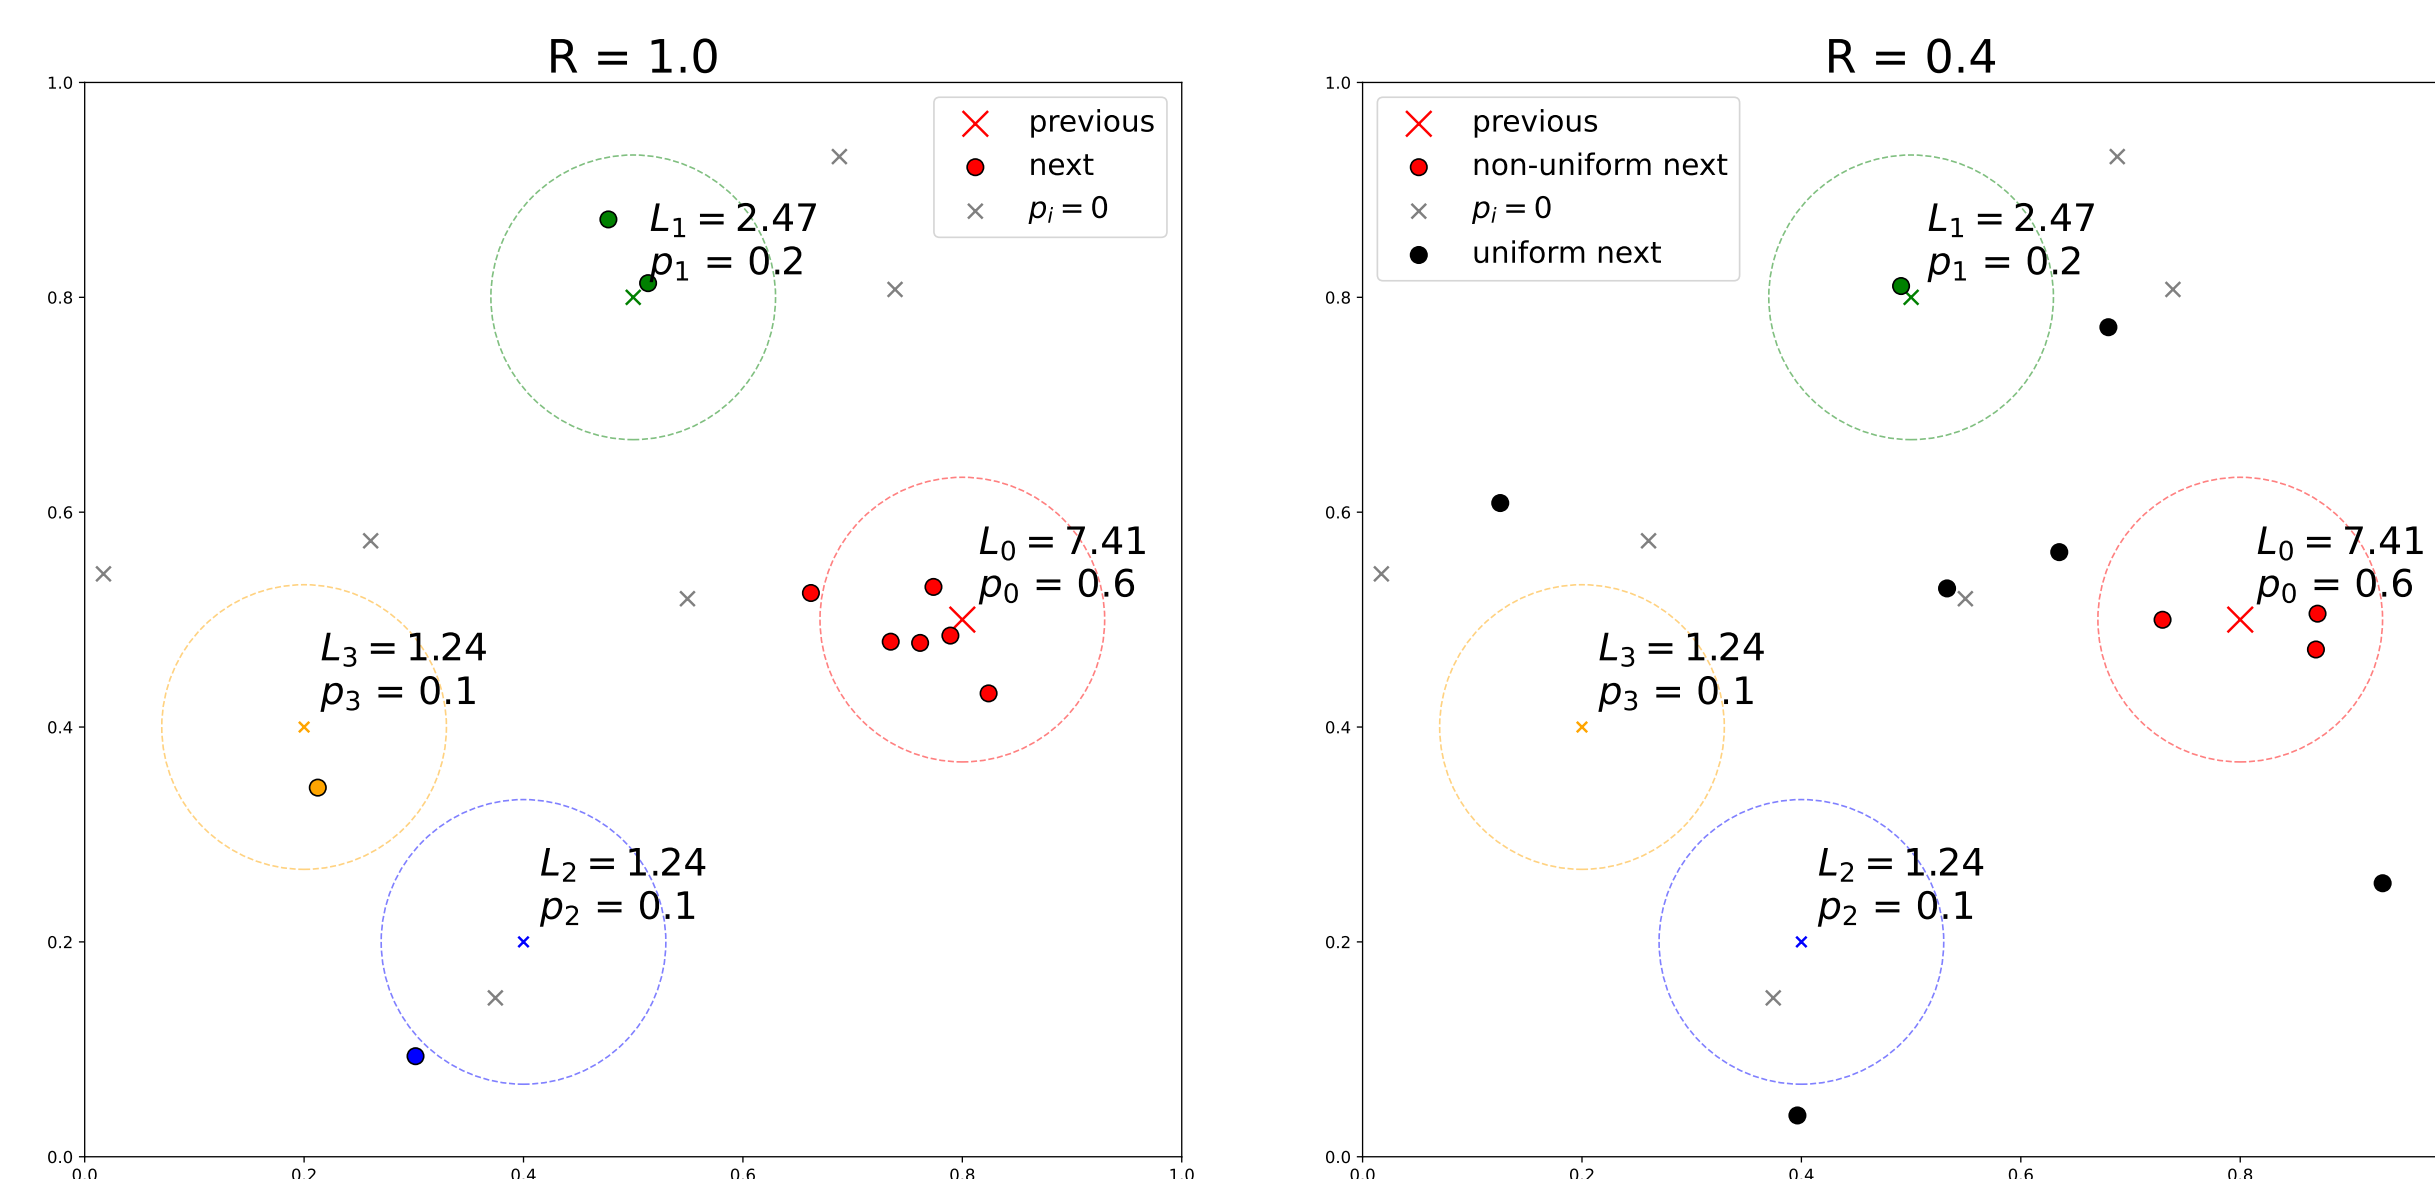 R = 1.0
1.0
0.8
0.6
0.4
0.2
0.0
0.0 0.2 0.4 0.6 0.8 1.0
previous
next
p_i = 0
L_1 = 2.47
p_1 = 0.2
L_0 = 7.41
p_0 = 0.6
L_3 = 1.24
p_3 = 0.1
L_2 = 1.24
p_2 = 0.1
R = 0.4
1.0
0.8
0.6
0.4
0.2
0.0
0.0 0.2 0.4 0.6 0.8
previous
non-uniform next
p_i = 0
uniform next
L_1 = 2.47
p_1 = 0.2
L_0 = 7.41
p_0 = 0.6
L_3 = 1.24
p_3 = 0.1
L_2 = 1.24
p_2 = 0.1